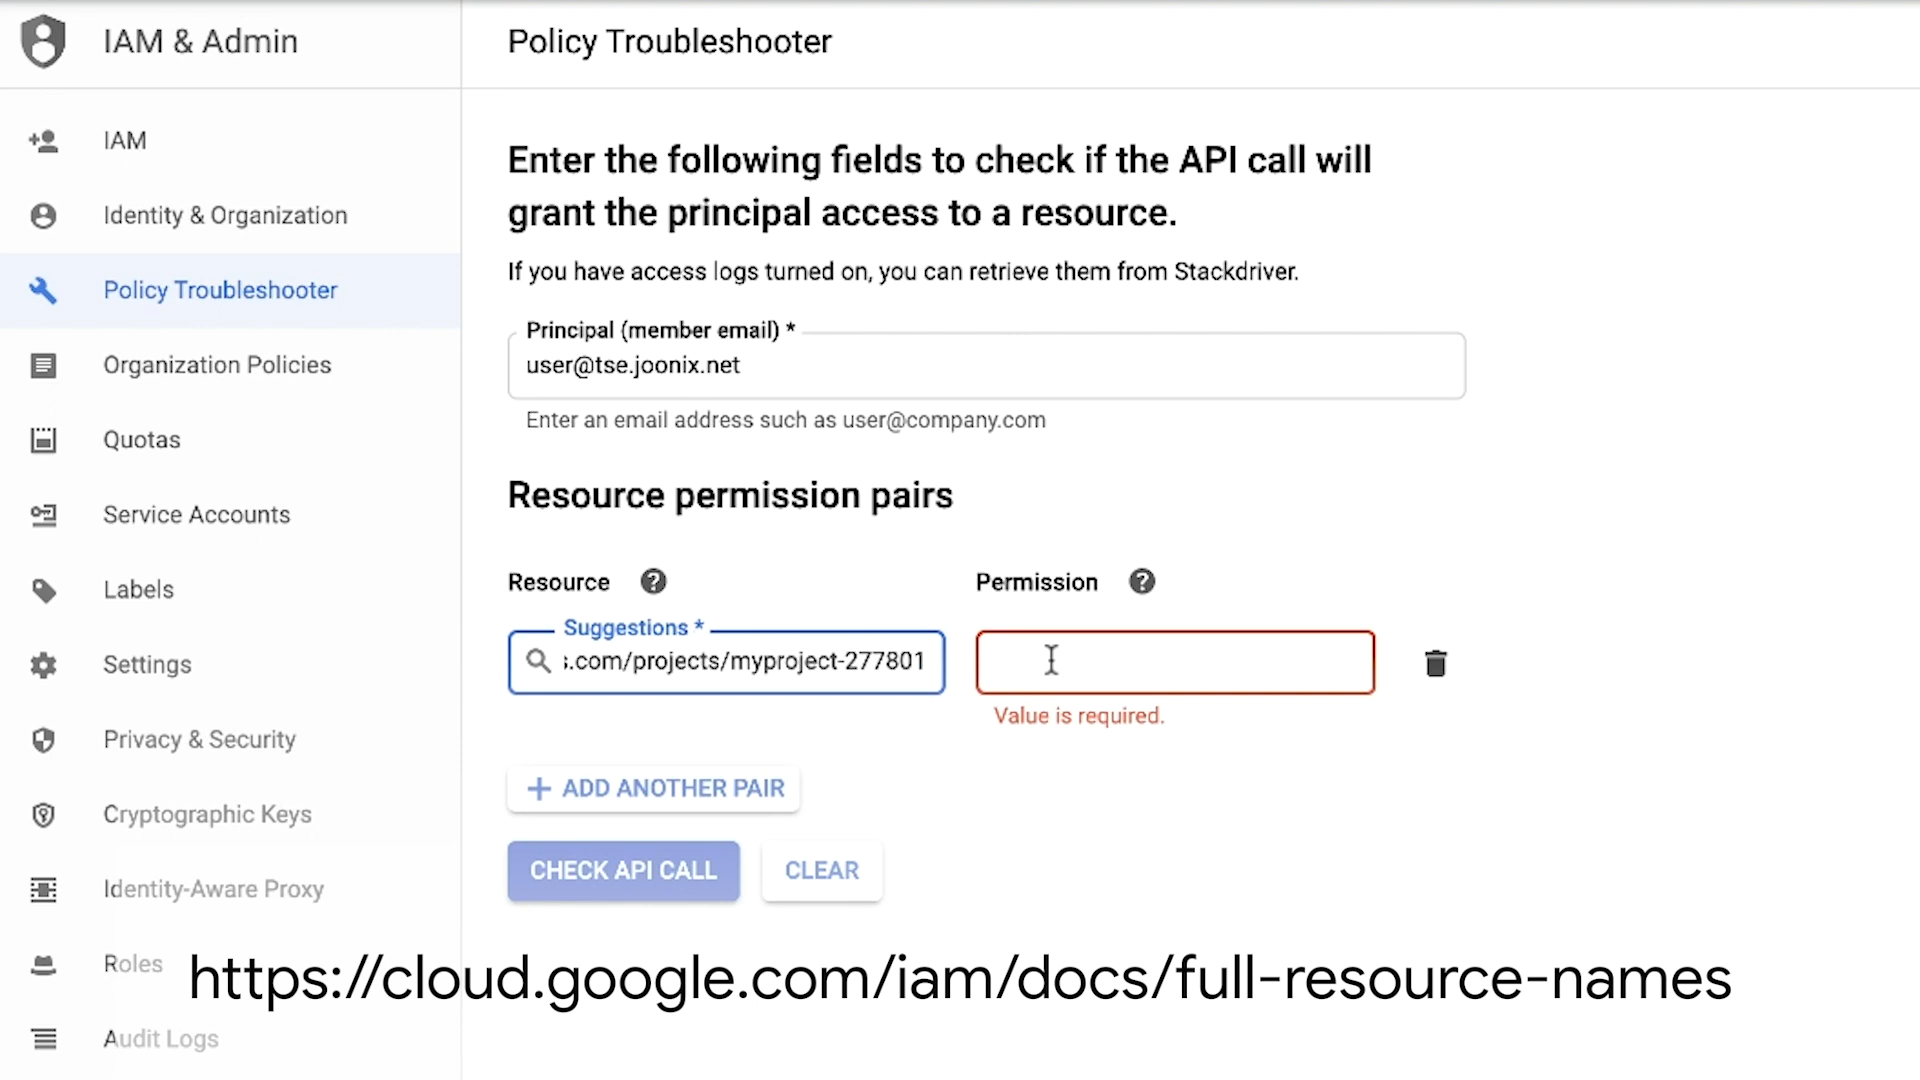 IAM & Admin
Policy Troubleshooter
IAM
Identity & Organization
Policy Troubleshooter
Organization Policies
Quotas
Service Accounts
Labels
Settings
Privacy & Security
Cryptographic Keys
Identity-Aware Proxy
Roles
Audit Logs
Enter the following fields to check if the API call will
grant the principal access to a resource.
If you have access logs turned on, you can retrieve them from Stackdriver.
Principal (member email) *
user@tse.joonix.net
Enter an email address such as user@company.com
Resource permission pairs
Resource
Permission
Suggestions *
.com/projects/myproject-277801
Value is required.
ADD ANOTHER PAIR
CHECK API CALL
CLEAR
https://cloud.google.com/iam/docs/full-resource-names